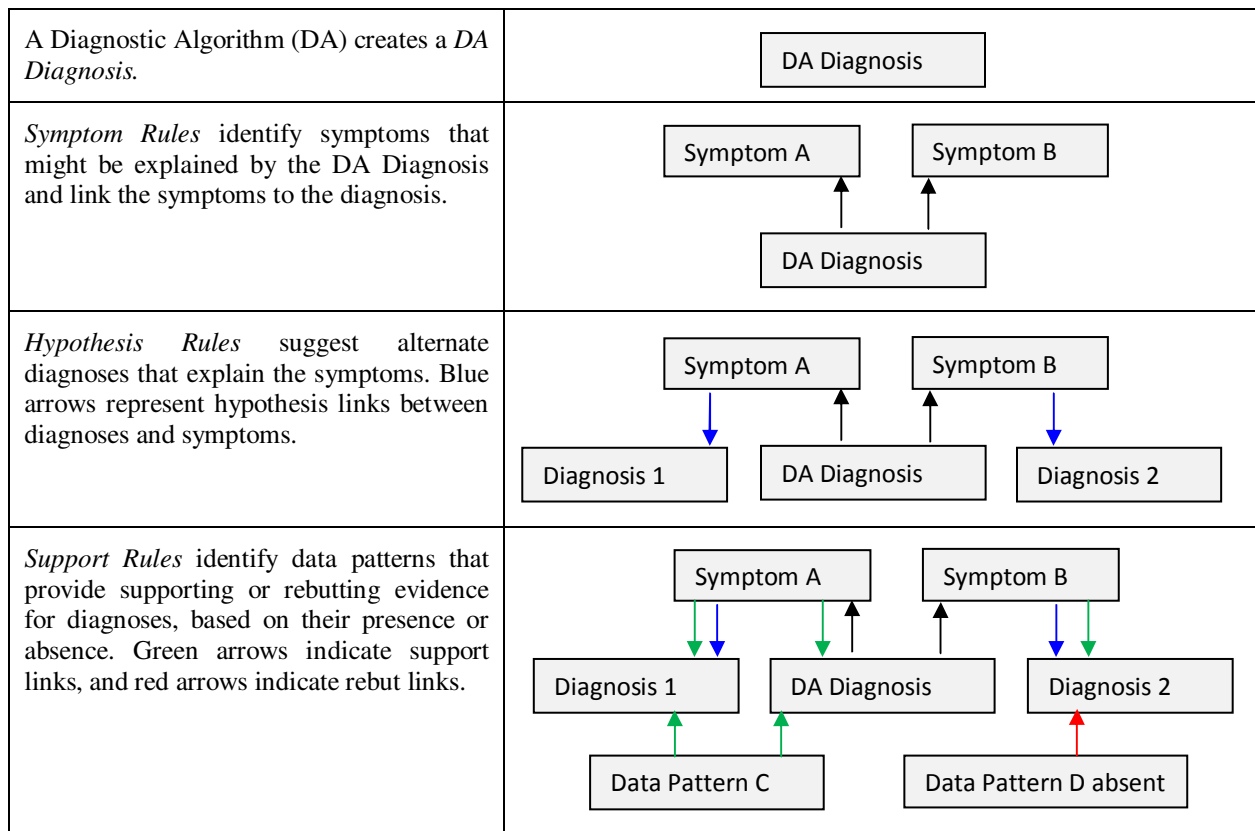 A Diagnostic Algorithm (DA) creates a DA
Diagnosis.
DA Diagnosis
Symptom Rules identify symptoms that
might be explained by the DA Diagnosis
and link the symptoms to the diagnosis.
Symptom A
Symptom B
DA Diagnosis
Hypothesis Rules suggest alternate
diagnoses that explain the symptoms. Blue
arrows represent hypothesis links between
diagnoses and symptoms.
Symptom A
Symptom B
Diagnosis 1
DA Diagnosis
Diagnosis 2
Support Rules identify data patterns that
provide supporting or rebutting evidence
for diagnoses, based on their presence or
absence. Green arrows indicate support
links, and red arrows indicate rebut links.
Symptom A
Symptom B
Diagnosis 1
DA Diagnosis
Diagnosis 2
Data Pattern C
Data Pattern D absent